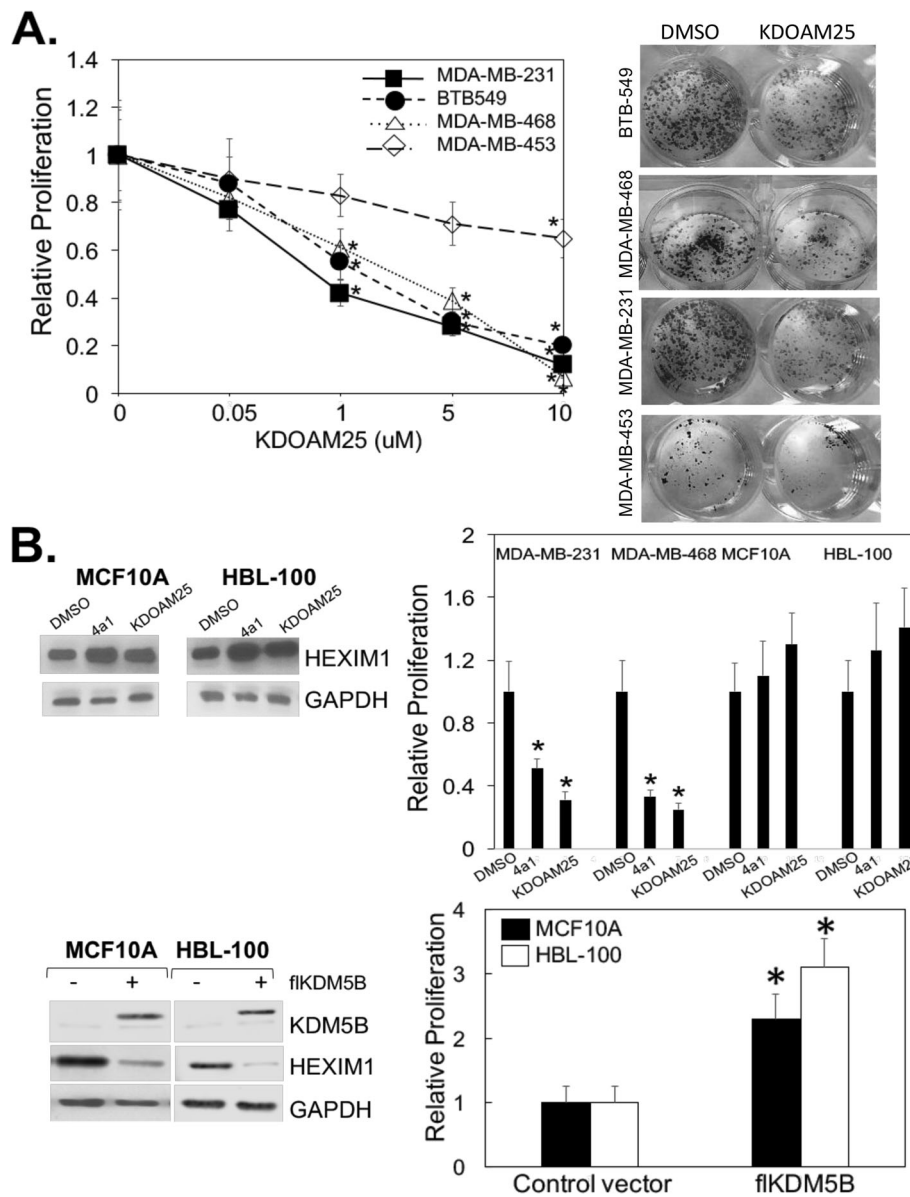 A.
1.4
1.2
1
0.8
0.6
0.4
0.2
0
Relative Proliferation
MDA-MB-231
BTB549
MDA-MB-468
MDA-MB-453
*
* * *
* * *
* * * *
0 0.05 1 5 10
KDOAM25 (uM)
DMSO KDOAM25
BTB-549
MDA-MB-468
MDA-MB-231
MDA-MB-453
B.
MCF10A HBL-100
DMSO 4a1 KDOAM25 DMSO 4a1 KDOAM25
HEXIM1
GAPDH
2
1.6
1.2
0.8
0.4
0
Relative Proliferation
MDA-MB-231 MDA-MB-468 MCF10A HBL-100
* * * *
DMSO 4a1 KDOAM25 DMSO 4a1 KDOAM25 DMSO 4a1 KDOAM25 DMSO 4a1 KDOAM2
MCF10A HBL-100
- + - + flKDM5B
KDM5B
HEXIM1
GAPDH
4
3
2
1
0
Relative Proliferation
MCF10A
HBL-100
* *
Control vector flKDM5B